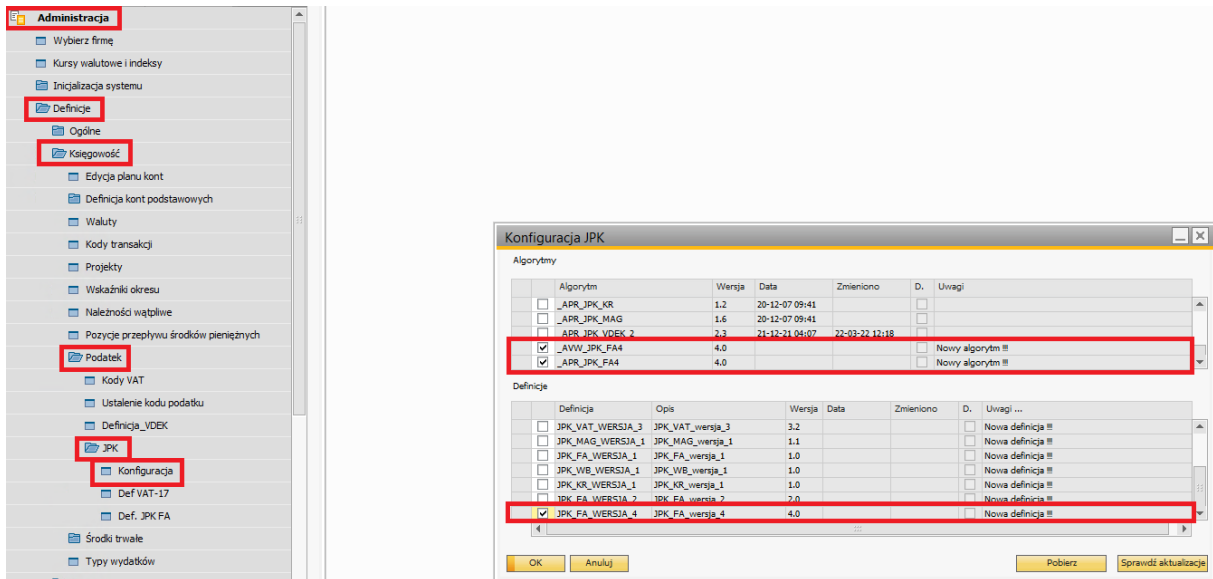 Administracja
Wybierz firmę
Kursy walutowe i indeksy
Inicjalizacja systemu
Definicje
Ogólne
Księgowość
Edycja planu kont
Definicja kont podstawowych
Waluty
Kody transakcji
Projekty
Wskaźniki okresu
Należności wątpliwe
Pozycje przepływu środków pieniężnych
Podatek
Kody VAT
Ustalenie kodu podatku
Definicja_VDEK
JPK
Konfiguracja
Def VAT-17
Def. JPK FA
Środki trwałe
Typy wydatków
Konfiguracja JPK
Algorytmy
Algorytm Wersja Data Zmieniono D. Uwagi
_APR_JPK_KR 1.2 20-12-07 09:41
_APR_JPK_MAG 1.6 20-12-07 09:41
_APR_JPK_VDEK_2 2.3 21-12-21 04:07 22-03-22 12:18
_AVW_JPK_FA4 4.0 Nowy algorytm !!!
_APR_JPK_FA4 4.0 Nowy algorytm !!!
Definicje
Definicja Opis Wersja Data Zmieniono D. Uwagi ...
JPK_VAT_WERSJA_3 JPK_VAT_wersja_3 3.2 Nowa definicja !!!
JPK_MAG_WERSJA_1 JPK_MAG_wersja_1 1.1 Nowa definicja !!!
JPK_FA_WERSJA_1 JPK_FA_wersja_1 1.0 Nowa definicja !!!
JPK_WB_WERSJA_1 JPK_WB_wersja_1 1.0 Nowa definicja !!!
JPK_KR_WERSJA_1 JPK_KR_wersja_1 1.0 Nowa definicja !!!
JPK_FA_WERSJA_2 JPK_FA_wersja_2 2.0 Nowa definicja !!!
JPK_FA_WERSJA_4 JPK_FA_wersja_4 4.0 Nowa definicja !!!
OK Anuluj Pobierz Sprawdź aktualizacje